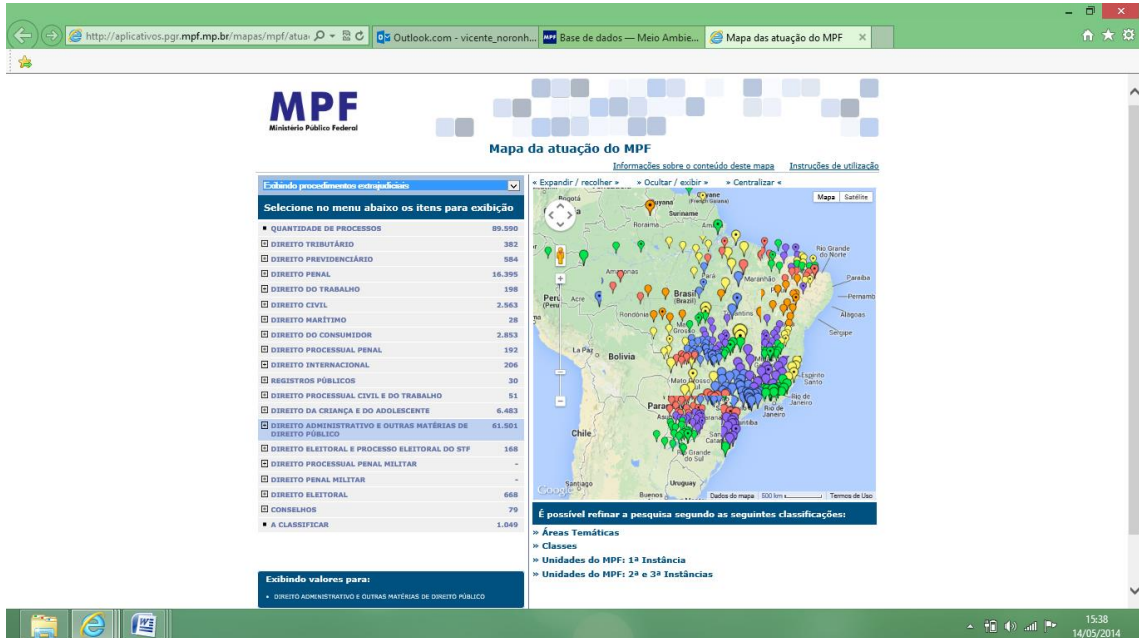 http://aplicativos.pgr.mpf.mp.br/mapas/mpf/atua
Outlook.com - vicente_noronh...
Base de dados — Meio Ambie...
Mapa das atuação do MPF
MPF
Ministério Público Federal
Mapa da atuação do MPF
Informações sobre o conteúdo deste mapa Instruções de utilização
Exibindo procedimentos extrajudiciais
Selecione no menu abaixo os itens para exibição
QUANTIDADE DE PROCESSOS 89.590
DIREITO TRIBUTÁRIO 382
DIREITO PREVIDENCIÁRIO 584
DIREITO PENAL 16.395
DIREITO DO TRABALHO 198
DIREITO CIVIL 2.563
DIREITO MARÍTIMO 28
DIREITO DO CONSUMIDOR 2.853
DIREITO PROCESSUAL PENAL 192
DIREITO INTERNACIONAL 206
REGISTROS PÚBLICOS 30
DIREITO PROCESSUAL CIVIL E DO TRABALHO 51
DIREITO DA CRIANÇA E DO ADOLESCENTE 6.483
DIREITO ADMINISTRATIVO E OUTRAS MATÉRIAS DE 61.501
DIREITO PÚBLICO
DIREITO ELEITORAL E PROCESSO ELEITORAL DO STF 168
DIREITO PROCESSUAL PENAL MILITAR -
DIREITO PENAL MILITAR -
DIREITO ELEITORAL 668
CONSELHOS 79
A CLASSIFICAR 1.049
Exibindo valores para:
• DIREITO ADMINISTRATIVO E OUTRAS MATÉRIAS DE DIREITO PÚBLICO
« Expandir / recolher » » Ocultar / exibir » » Centralizar «
Mapa Satélite
Bogotá
Suriname
Roraima
Rio Grande
do Norte
Amazonas
Pará
Maranhão
Paraíba
Perú
(Peru)
Acre
Brasil
(Brazil)
Pernamb
Rondônia
Alagoas
Sergipe
La Paz
Bolivia
Espírito
Santo
Rio de
Janeiro
Rio de
Janeiro
Chile
Rio Grande
do Sul
Santiago
Uruguay
Buenos
Google
Dados do mapa 500 km Termos de Uso
É possível refinar a pesquisa segundo as seguintes classificações:
» Áreas Temáticas
» Classes
» Unidades do MPF: 1ª Instância
» Unidades do MPF: 2ª e 3ª Instâncias
15:38
14/05/2014